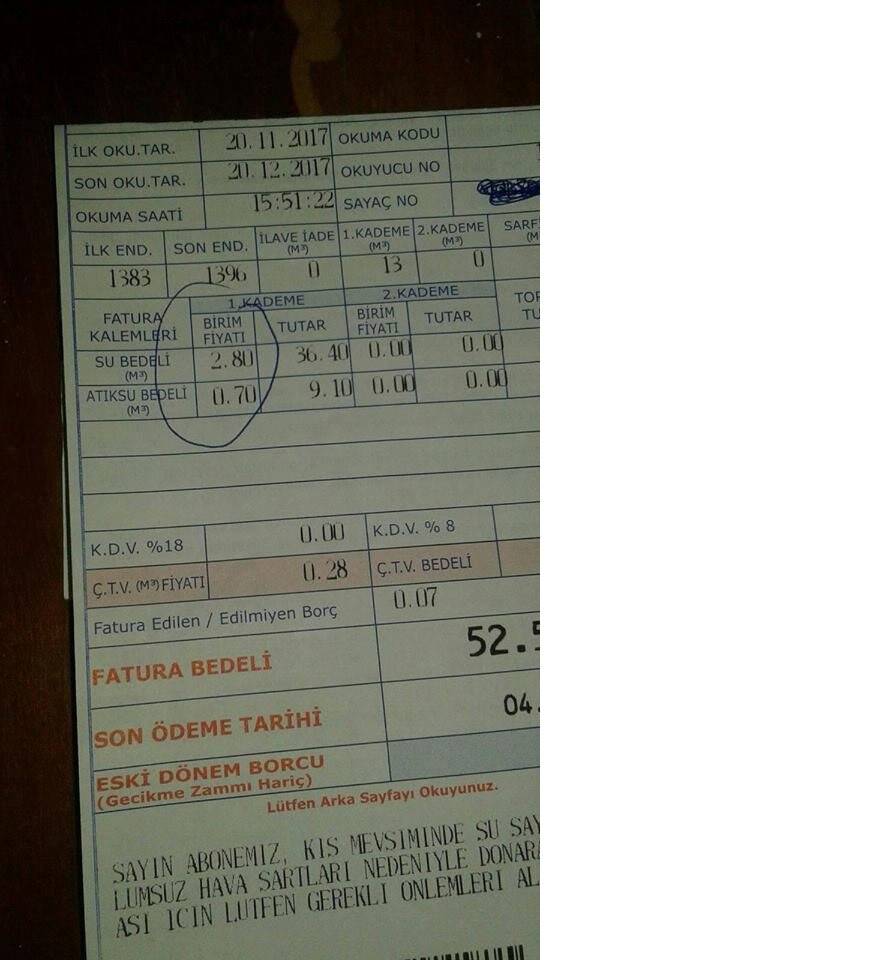 İLK OKU.TAR. 20.11.2017 OKUMA KODU
SON OKU.TAR. 20.12.2017 OKUYUCU NO
OKUMA SAATİ 15:51:22 SAYAÇ NO
İLK END. SON END. İLAVE İADE (M³) 1.KADEME (M³) 2.KADEME (M³) SARF
1383 1396 0 13 0
FATURA KALEMLERİ 1.KADEME 2.KADEME
BİRİM FİYATI TUTAR BİRİM FİYATI TUTAR
SU BEDELİ (M³) 2.80 36.40 0.00 0.00
ATIKSU BEDELİ (M³) 0.70 9.10 0.00 0.00
K.D.V. %18 0.00 K.D.V. % 8
Ç.T.V. (M³) FİYATI 0.28 Ç.T.V. BEDELİ
Fatura Edilen / Edilmiyen Borç 0.07
FATURA BEDELİ 52.5
SON ÖDEME TARİHİ 04.
ESKİ DÖNEM BORCU
(Gecikme Zammı Hariç)
Lütfen Arka Sayfayı Okuyunuz.
SAYIN ABONEMIZ, KIS MEVSIMINDE SU SAY
LUMSUZ HAVA SARTLARI NEDENIYLE DONARA
ASI ICIN LUTFEN GEREKLI ONLEMLERI AL